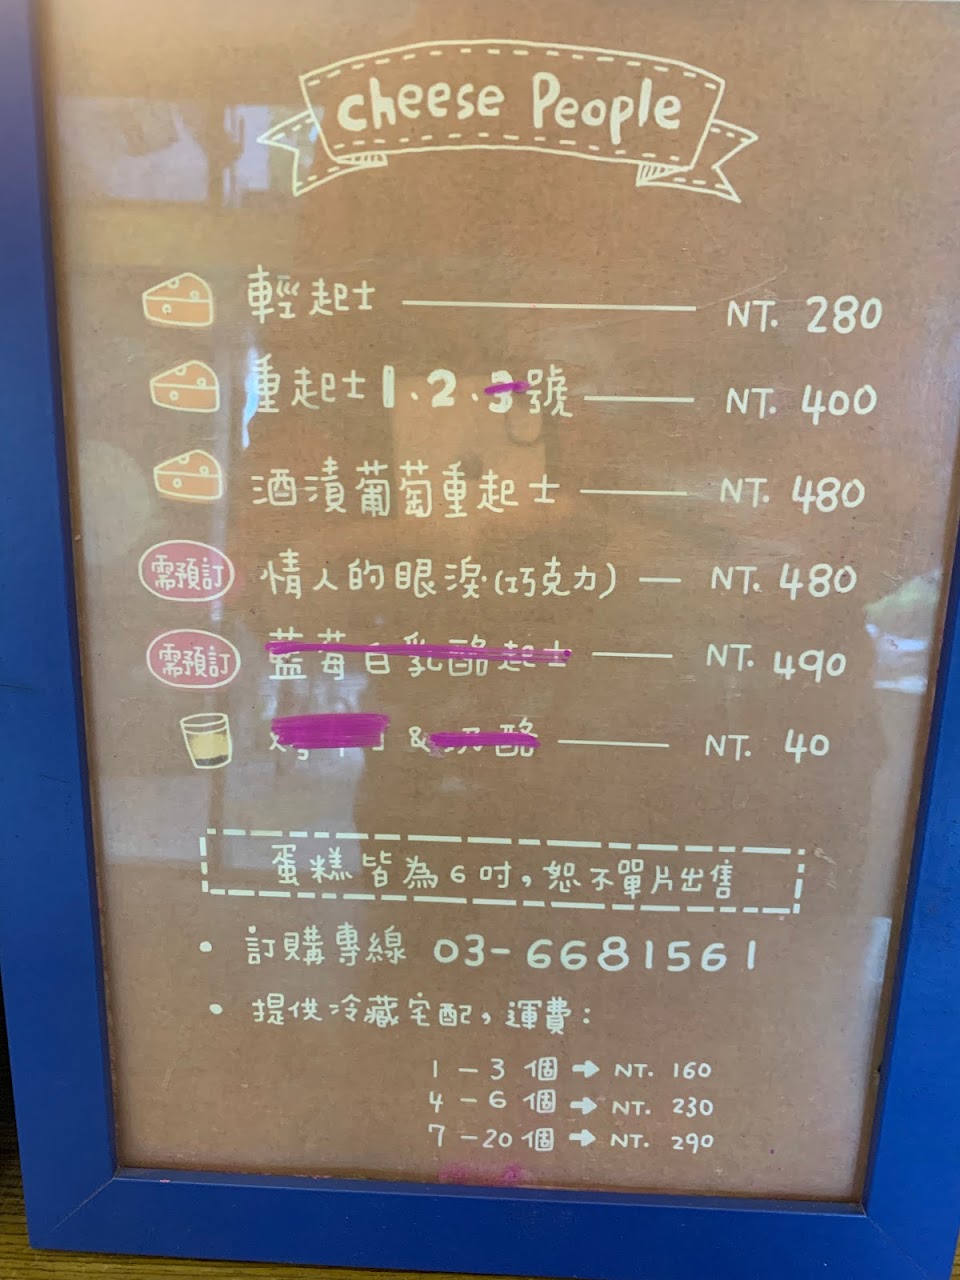 cheese People
輕起士 NT. 280
重起士1.2.3號 NT. 400
酒漬葡萄重起士 NT. 480
需預訂 情人的眼淚(巧克力) NT. 480
需預訂 藍莓白乳酪起士 NT. 490
& 酪 NT. 40
蛋糕皆為6吋,恕不單片出售
• 訂購專線 03-6681561
• 提供冷藏宅配,運費:
1-3個➡NT. 160
4-6個➡NT. 230
7-20個➡NT. 290